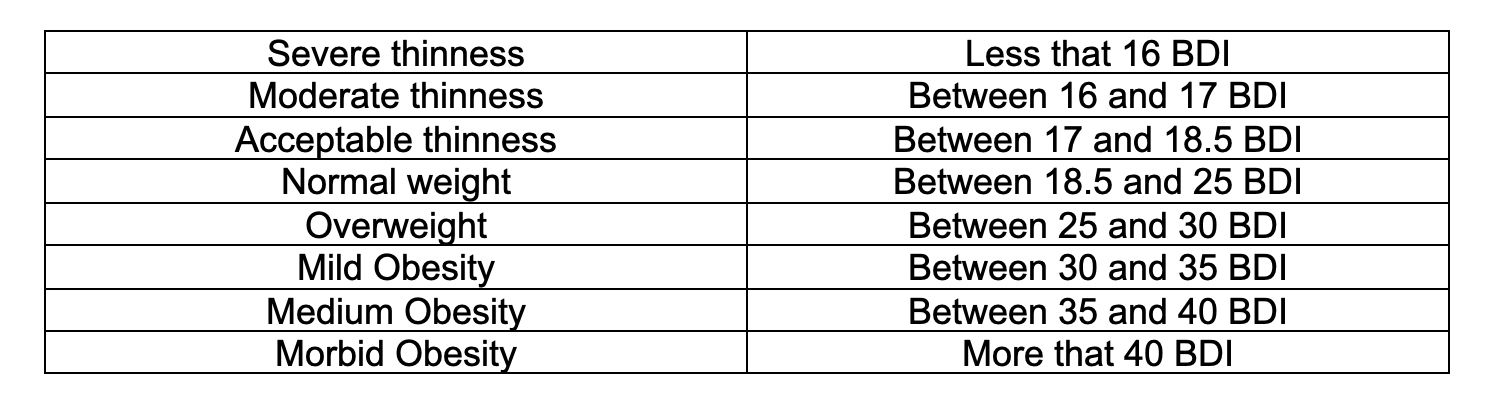 Severe thinness Less that 16 BDI
Moderate thinness Between 16 and 17 BDI
Acceptable thinness Between 17 and 18.5 BDI
Normal weight Between 18.5 and 25 BDI
Overweight Between 25 and 30 BDI
Mild Obesity Between 30 and 35 BDI
Medium Obesity Between 35 and 40 BDI
Morbid Obesity More that 40 BDI